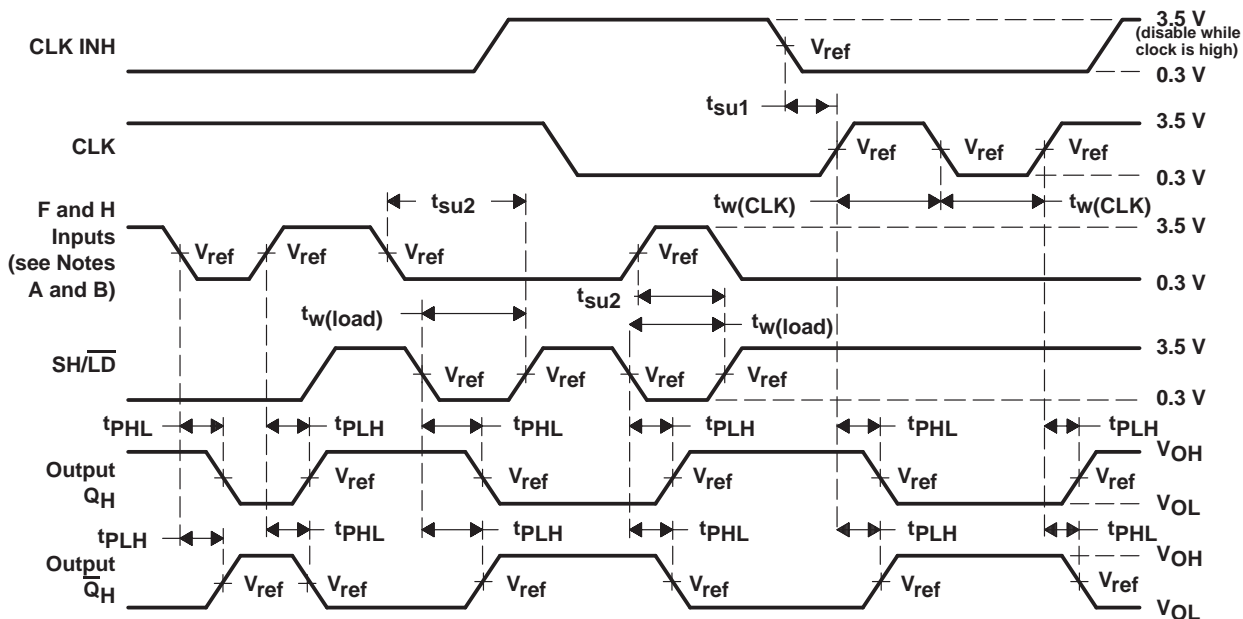 3.5 V
(disable while
clock is high)
CLK INH
Vref
0.3 V
tsu1
3.5 V
CLK
Vref Vref Vref
0.3 V
tsu2
tw(CLK) tw(CLK)
F and H
Inputs
(see Notes
A and B)
3.5 V
Vref Vref Vref Vref
0.3 V
tsu2
tw(load) tw(load)
3.5 V
SH/L̅D̅
Vref Vref Vref Vref
0.3 V
tPHL tPLH tPHL tPLH tPHL tPLH
VOH
Output
QH
Vref Vref Vref Vref Vref Vref
VOL
tPLH tPHL tPLH tPHL tPLH tPHL
VOH
Output
Q̅H
Vref Vref Vref Vref Vref Vref
VOL